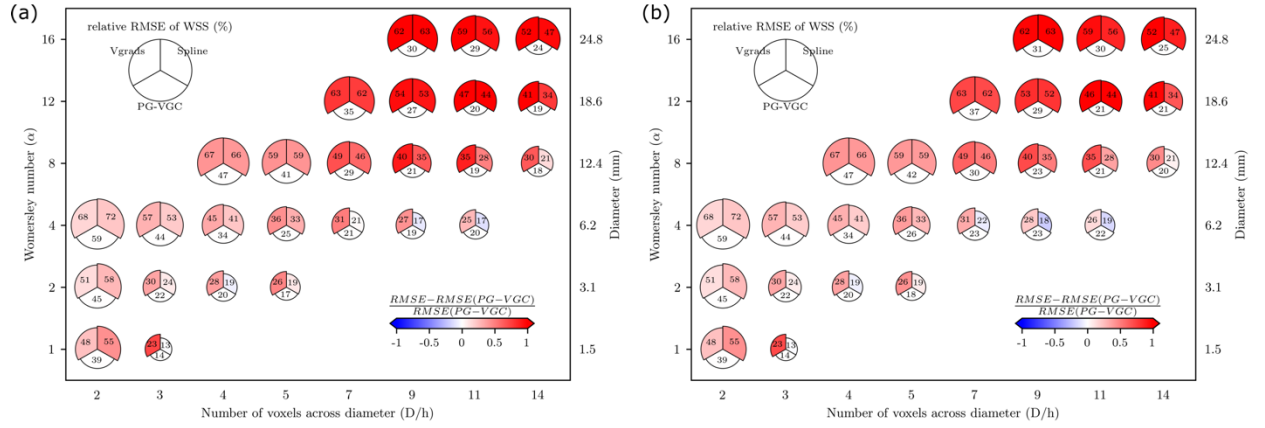 (a)
relative RMSE of WSS (%)
Vgrads Spline
PG-VGC
16 62 63 30 59 56 29 52 47 24 24.8
12 63 62 35 54 53 27 47 44 20 41 34 19 18.6
8 67 66 47 59 59 41 49 46 29 40 35 21 35 28 19 30 21 18 12.4
4 68 72 59 57 53 44 45 41 34 36 33 25 31 21 21 27 17 19 25 17 20 6.2
2 51 58 45 30 24 22 28 19 20 26 19 17 3.1
1 48 55 39 23 13 14 1.5
Womersley number (α)
Diameter (mm)
RMSE−RMSE(PG−VGC)
RMSE(PG−VGC)
-1 -0.5 0 0.5 1
2 3 4 5 7 9 11 14
Number of voxels across diameter (D/h)
(b)
relative RMSE of WSS (%)
Vgrads Spline
PG-VGC
16 62 63 31 59 56 30 52 47 25 24.8
12 63 62 37 53 52 29 46 44 21 41 34 21 18.6
8 67 66 47 59 59 42 49 46 30 40 35 23 35 28 21 30 21 20 12.4
4 68 72 59 57 53 44 45 41 34 36 33 26 31 22 23 28 18 23 26 19 22 6.2
2 51 58 45 30 24 22 28 19 20 26 19 18 3.1
1 48 55 39 23 13 14 1.5
Womersley number (α)
Diameter (mm)
RMSE−RMSE(PG−VGC)
RMSE(PG−VGC)
-1 -0.5 0 0.5 1
2 3 4 5 7 9 11 14
Number of voxels across diameter (D/h)